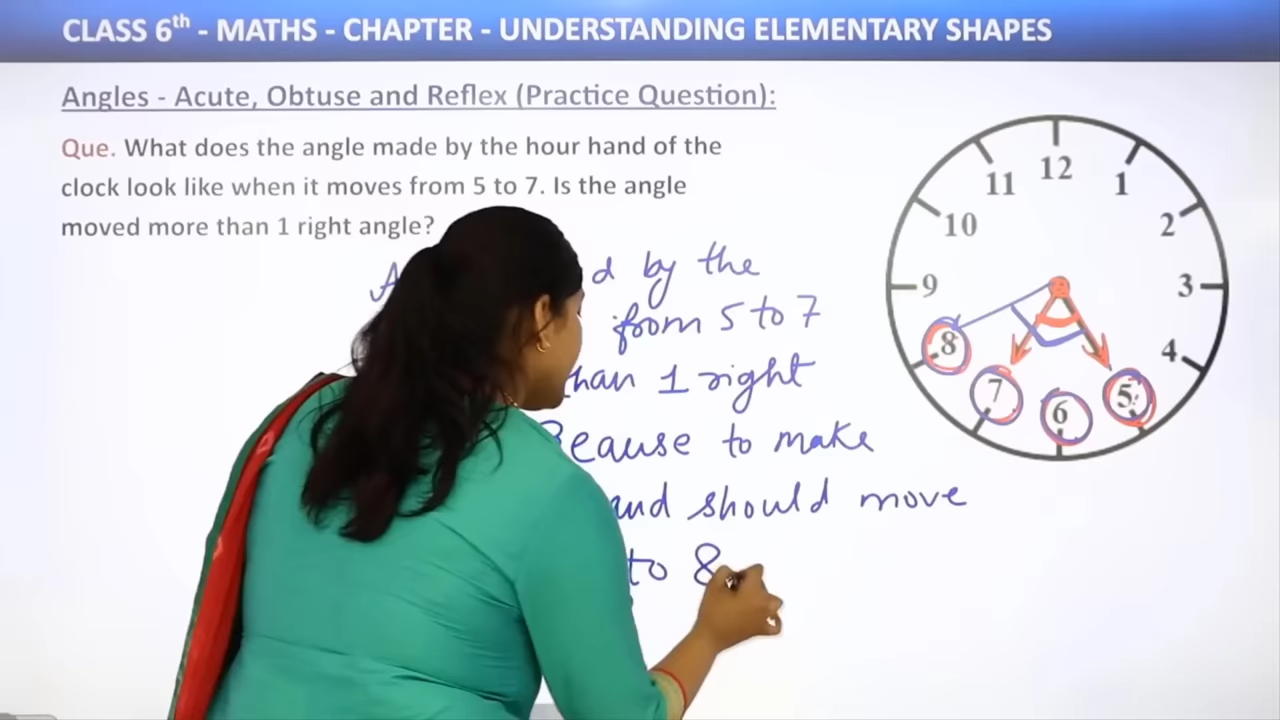 CLASS 6th - MATHS - CHAPTER - UNDERSTANDING ELEMENTARY SHAPES
Angles - Acute, Obtuse and Reflex (Practice Question):
Que. What does the angle made by the hour hand of the
clock look like when it moves from 5 to 7. Is the angle
moved more than 1 right angle?
by the
from 5 to 7
1 right
to make
should move
to 8
12
11
1
10
2
9
3
8
4
7
5
6